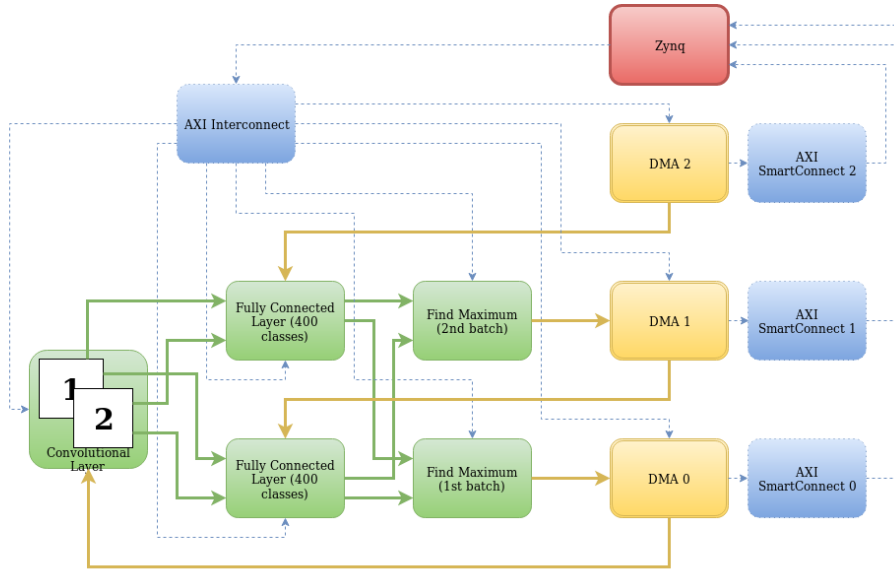 Zynq
AXI Interconnect
DMA 2
AXI
SmartConnect 2
Fully Connected
Layer (400
classes)
Find Maximum
(2nd batch)
DMA 1
AXI
SmartConnect 1
1
2
Convolutional
Layer
Fully Connected
Layer (400
classes)
Find Maximum
(1st batch)
DMA 0
AXI
SmartConnect 0